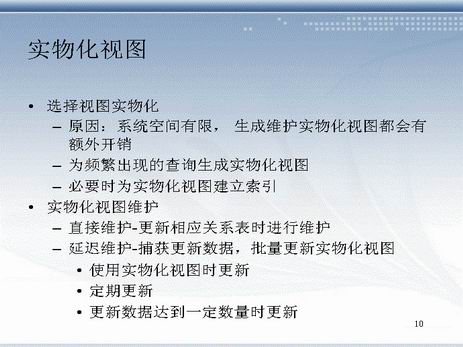 实物化视图
• 选择视图实物化
– 原因：系统空间有限， 生成维护实物化视图都会有
额外开销
– 为频繁出现的查询生成实物化视图
– 必要时为实物化视图建立索引
• 实物化视图维护
– 直接维护-更新相应关系表时进行维护
– 延迟维护-捕获更新数据，批量更新实物化视图
• 使用实物化视图时更新
• 定期更新
• 更新数据达到一定数量时更新
10